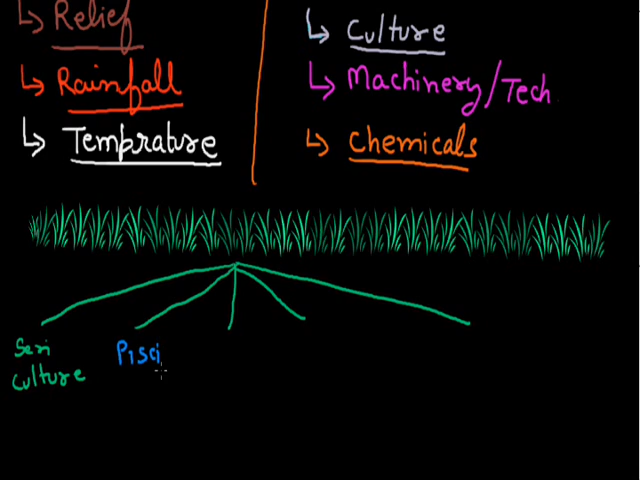 ↳ Relief
↳ Rainfall
↳ Temprature
↳ Culture
↳ Machinery/Tech
↳ Chemicals
Seri
Culture
Pisci